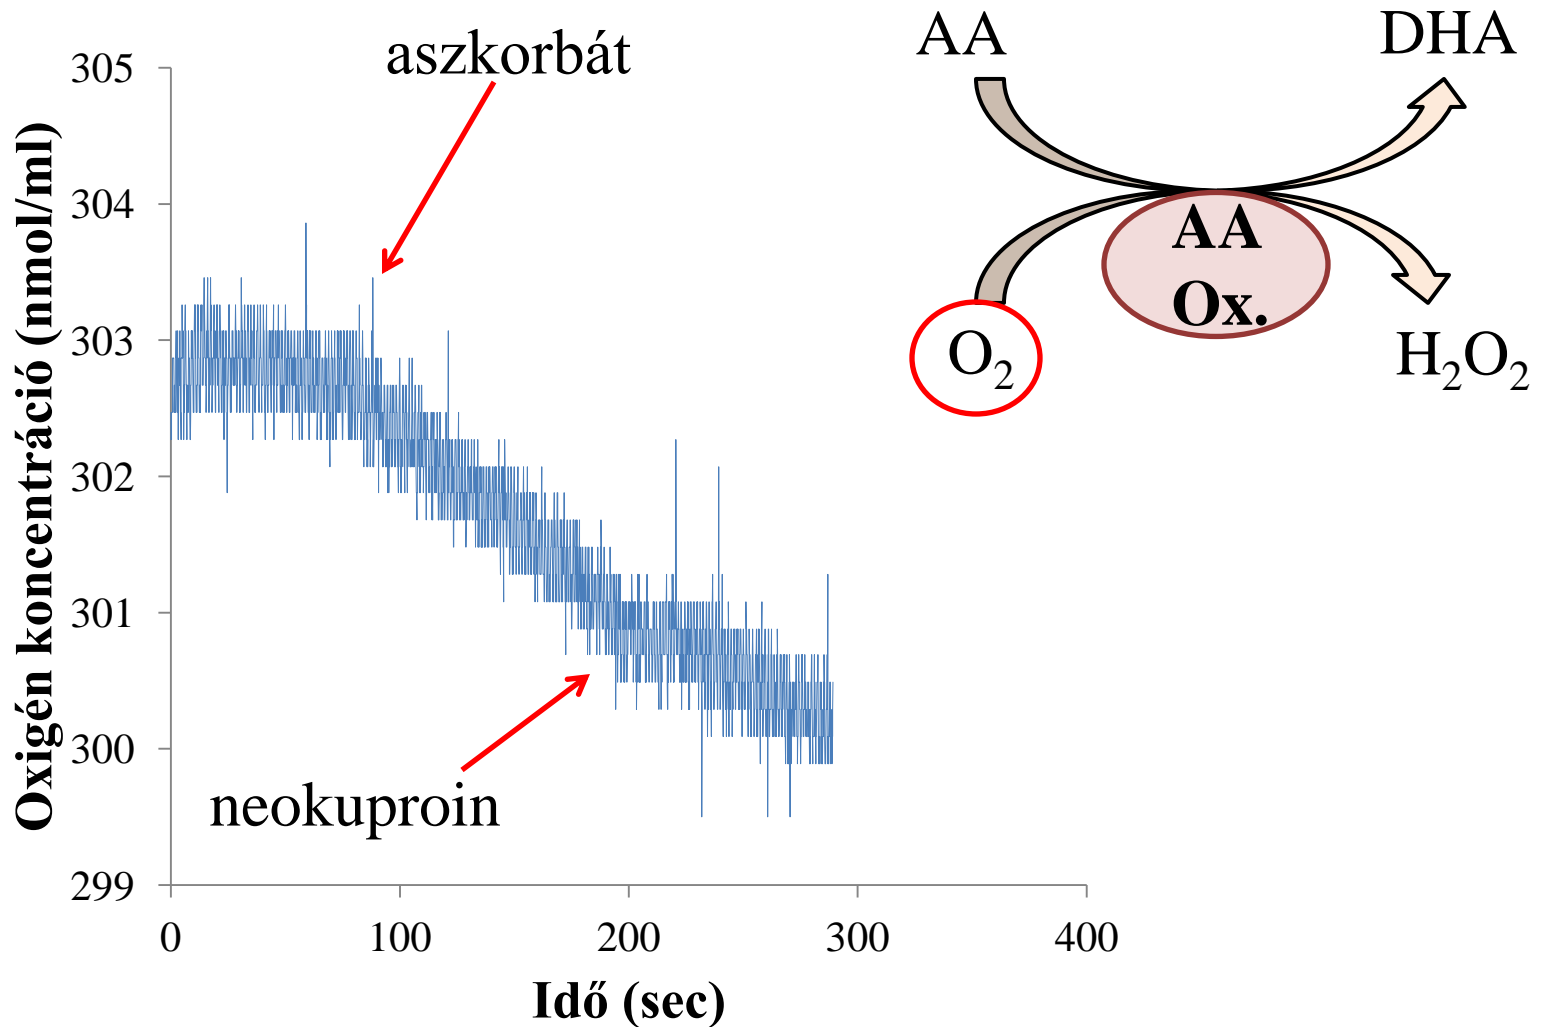 aszkorbát
305
304
303
302
301
300
299
Oxigén koncentráció (nmol/ml)
neokuproin
0 100 200 300 400
Idő (sec)
AA DHA
AA
Ox.
O₂ H₂O₂